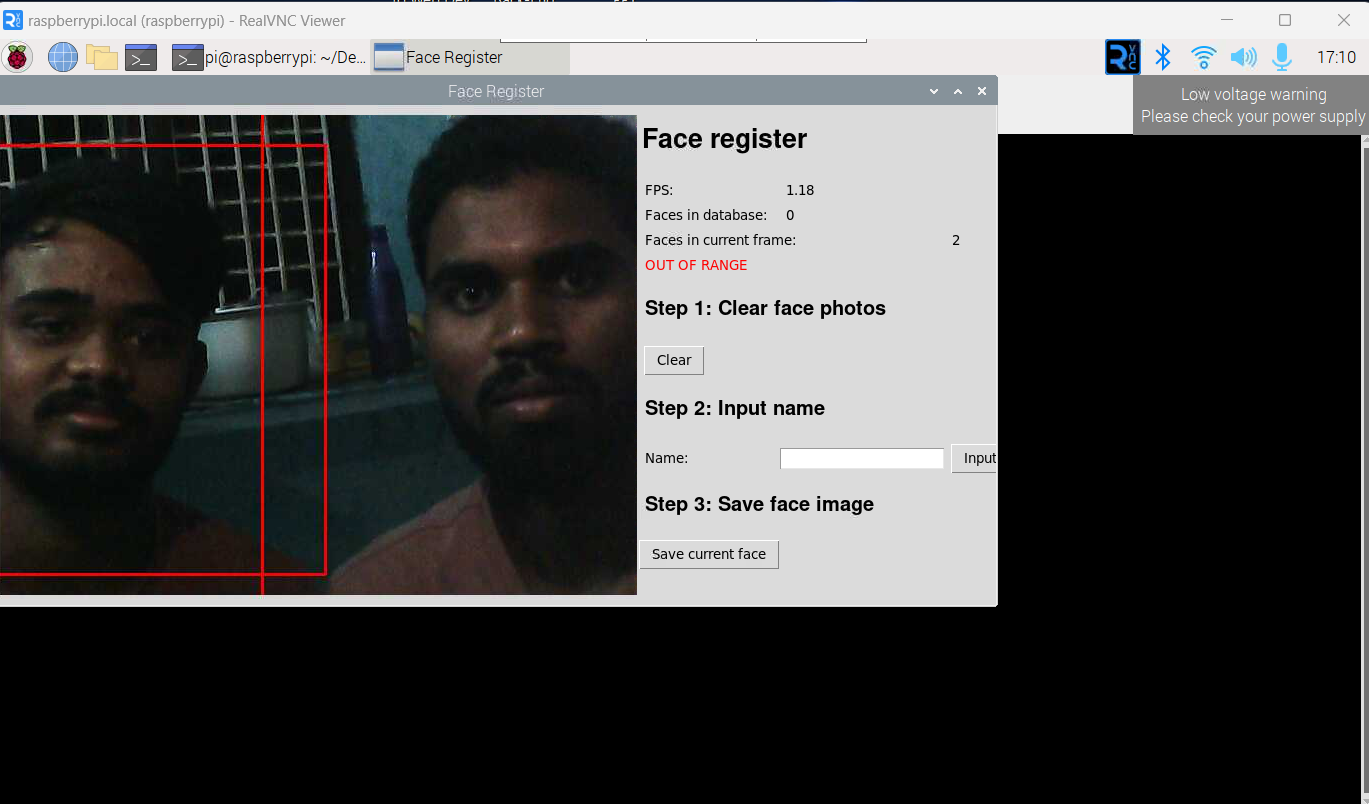 raspberrypi.local (raspberrypi) - RealVNC Viewer
pi@raspberrypi: ~/De...
Face Register
17:10
Low voltage warning
Please check your power supply
Face Register
Face register
FPS: 1.18
Faces in database: 0
Faces in current frame: 2
OUT OF RANGE
Step 1: Clear face photos
Clear
Step 2: Input name
Name:
Input
Step 3: Save face image
Save current face